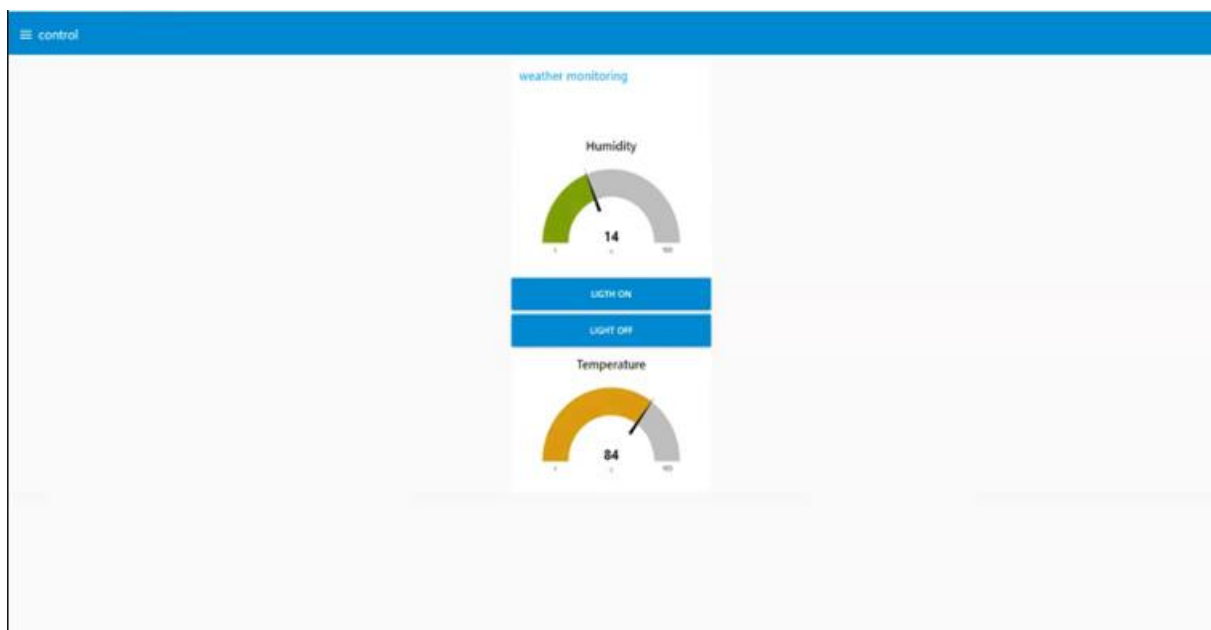 control
weather monitoring
Humidity
14
LIGTH ON
LIGHT OFF
Temperature
84